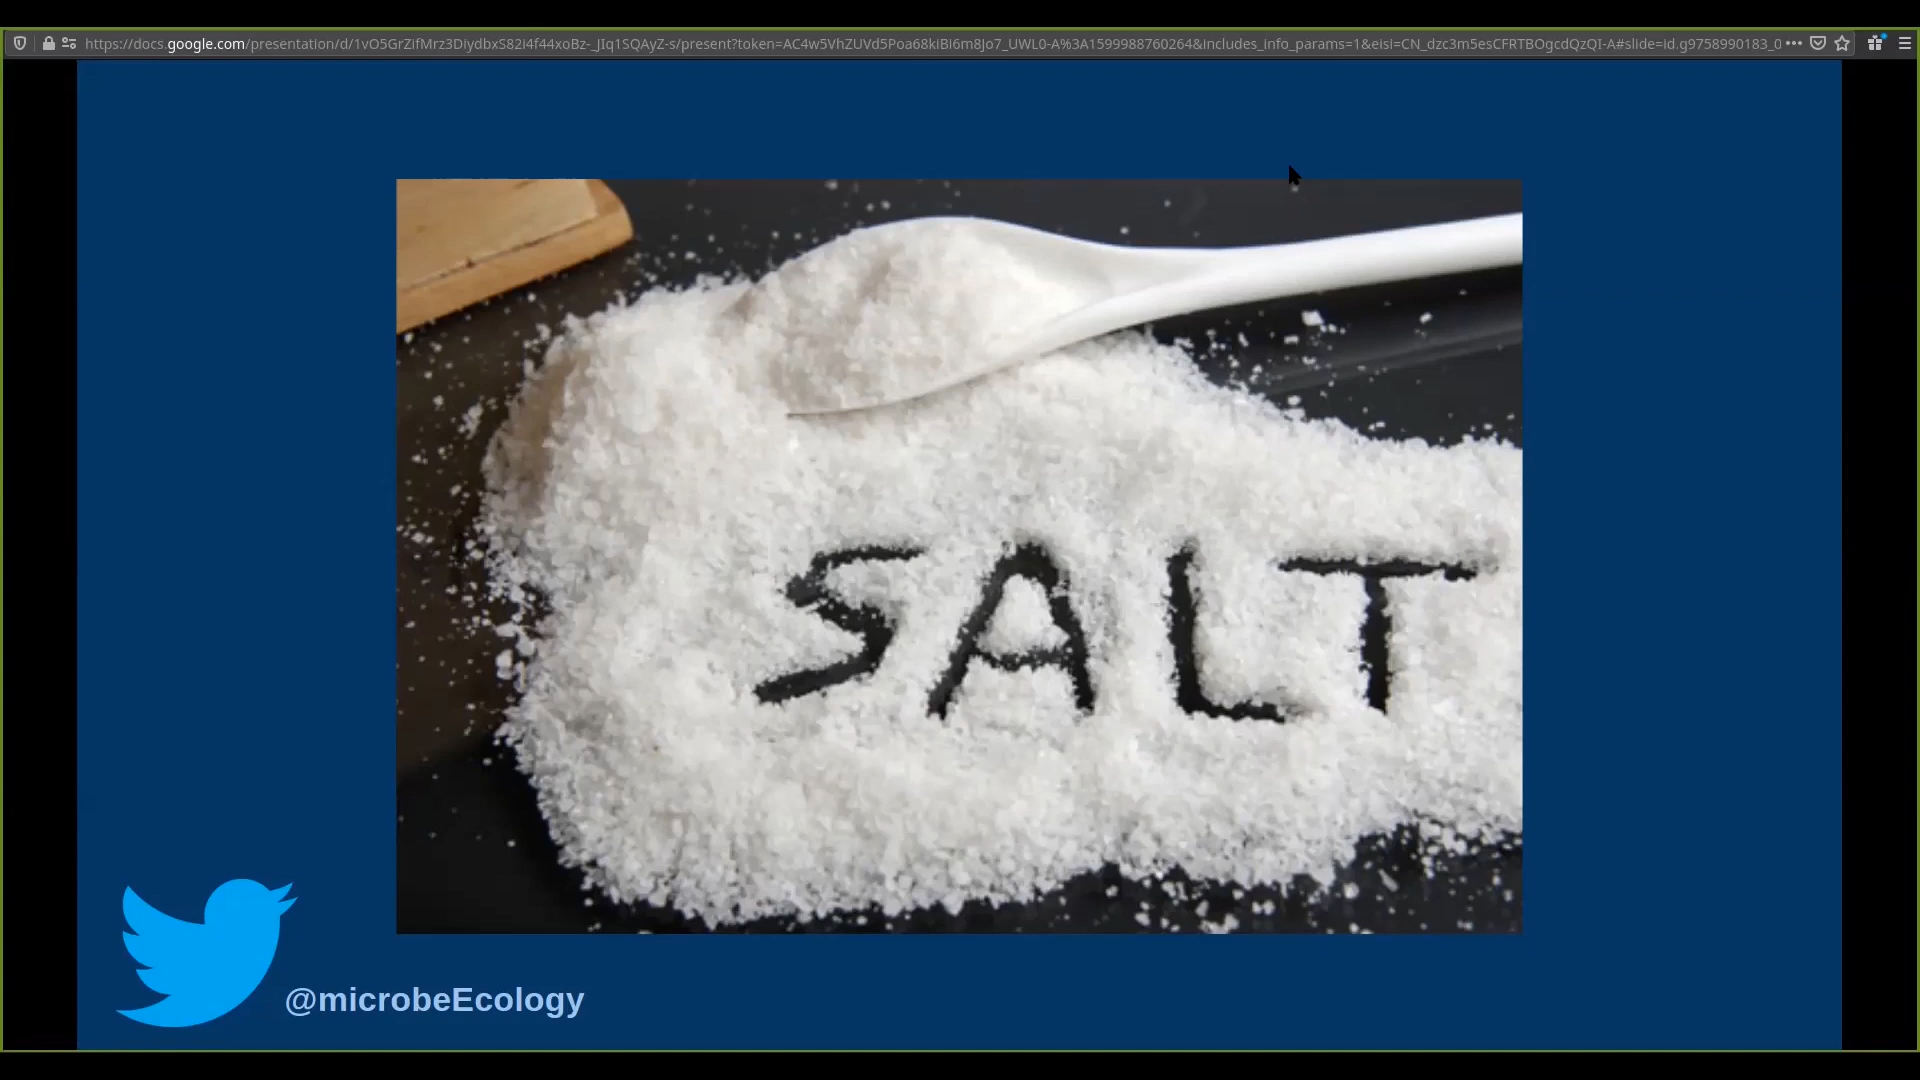 https://docs.google.com/presentation/d/1vO5GrZifMrz3DiydbxS82i4f44xoBz-_JIq1SQAyZ-s/present?token=AC4w5VhZUVd5Poa68kiBI6m8Jo7_UWL0-A%3A1599988760264&includes_info_params=1&eisi=CN_dzc3m5esCFRTBOgcdQzQI-A#slide=id.g9758990183_0
SALT
@microbeEcology